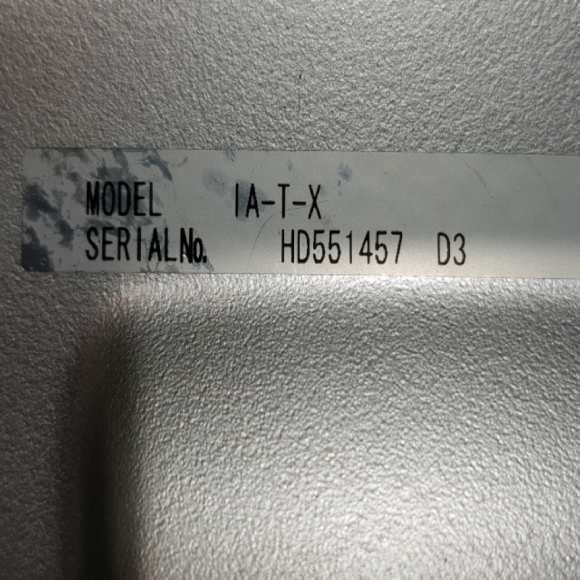 MODEL IA-T-X
SERIALNo. HD551457 D3